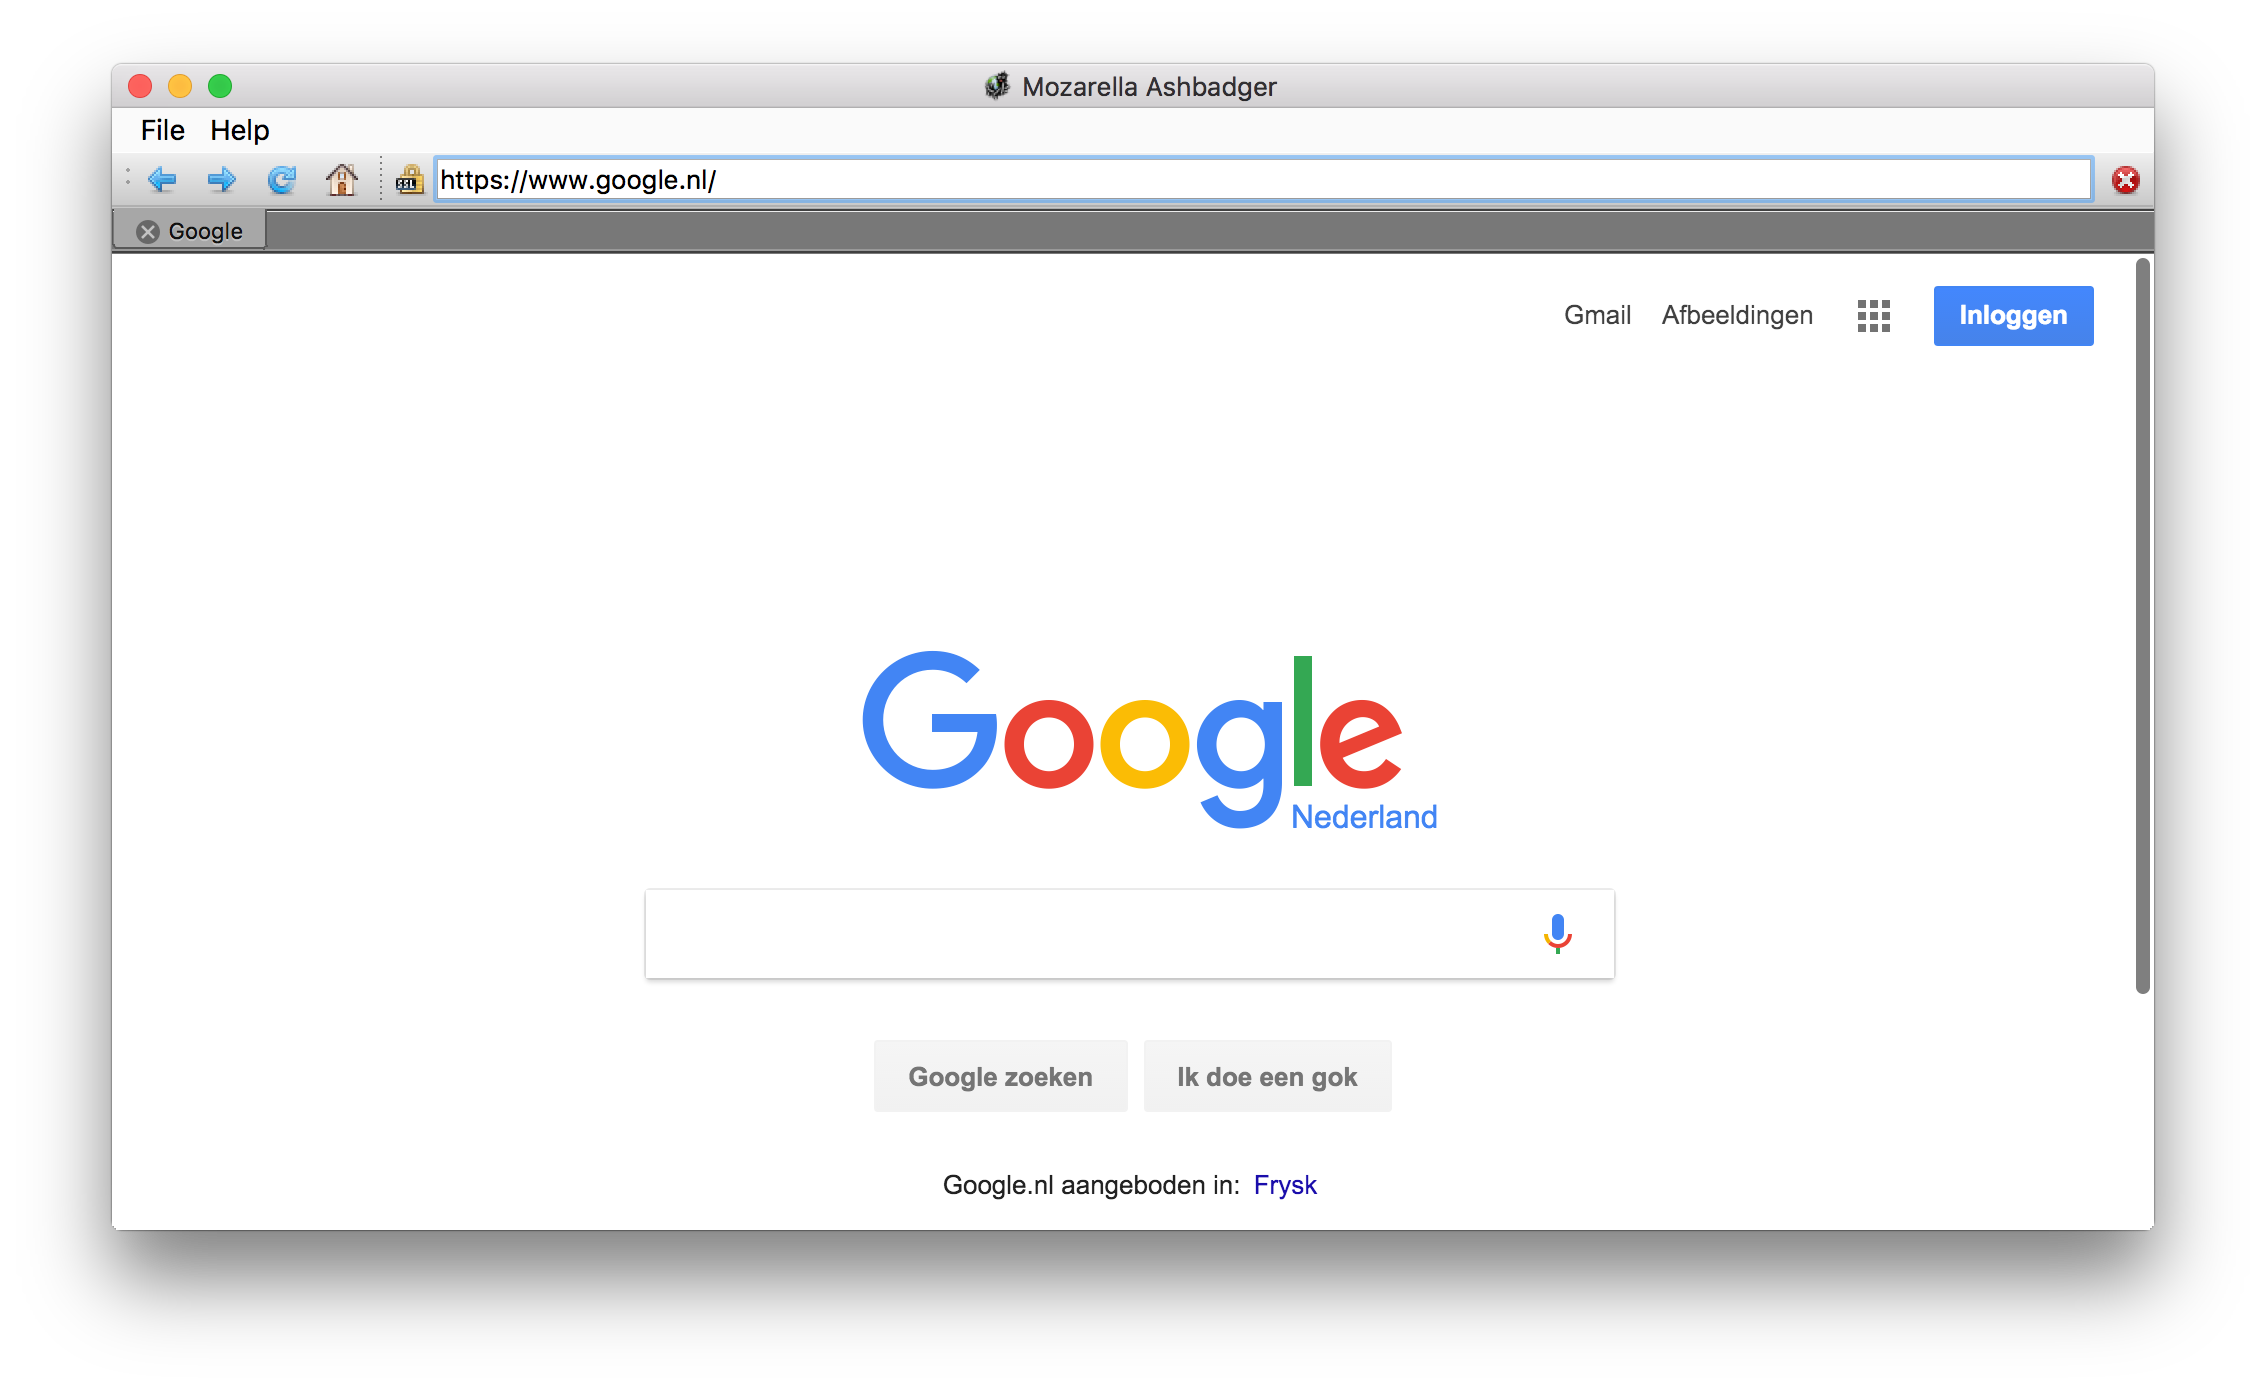 Mozarella Ashbadger
File Help
SSL https://www.google.nl/
Google
Gmail Afbeeldingen Inloggen
Google
Nederland
Google zoeken Ik doe een gok
Google.nl aangeboden in: Frysk